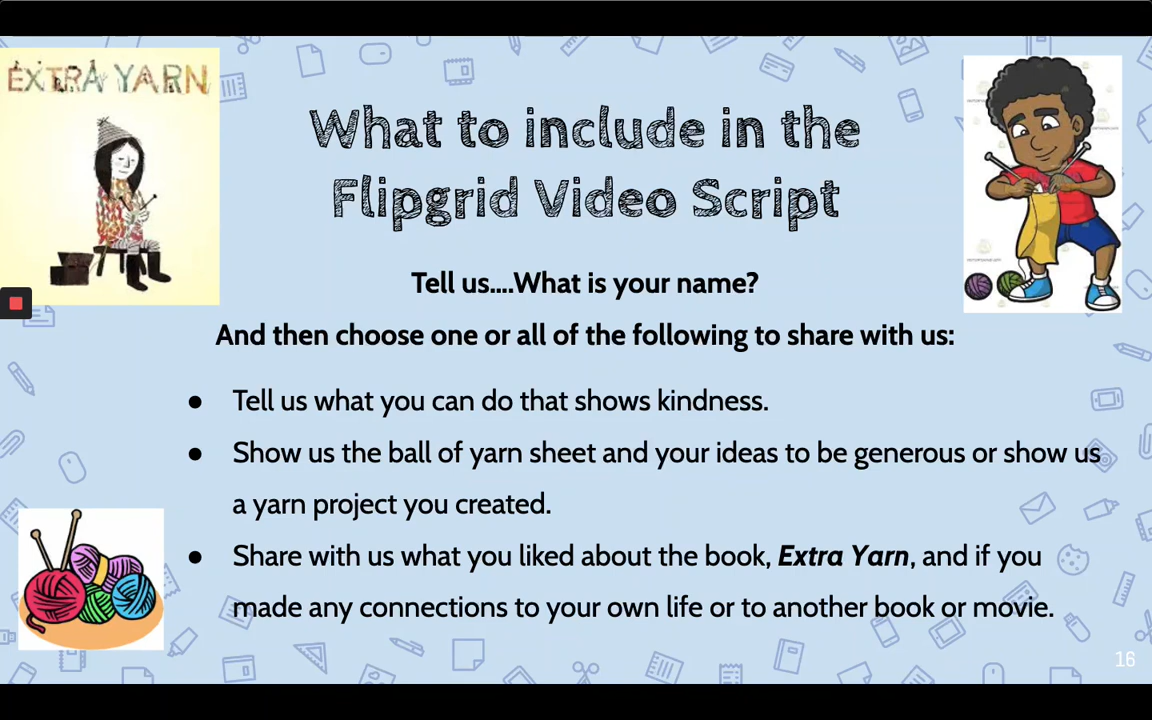 EXTRA YARN
What to include in the
Flipgrid Video Script
Tell us....What is your name?
And then choose one or all of the following to share with us:
● Tell us what you can do that shows kindness.
● Show us the ball of yarn sheet and your ideas to be generous or show us
a yarn project you created.
● Share with us what you liked about the book, Extra Yarn, and if you
made any connections to your own life or to another book or movie.
16